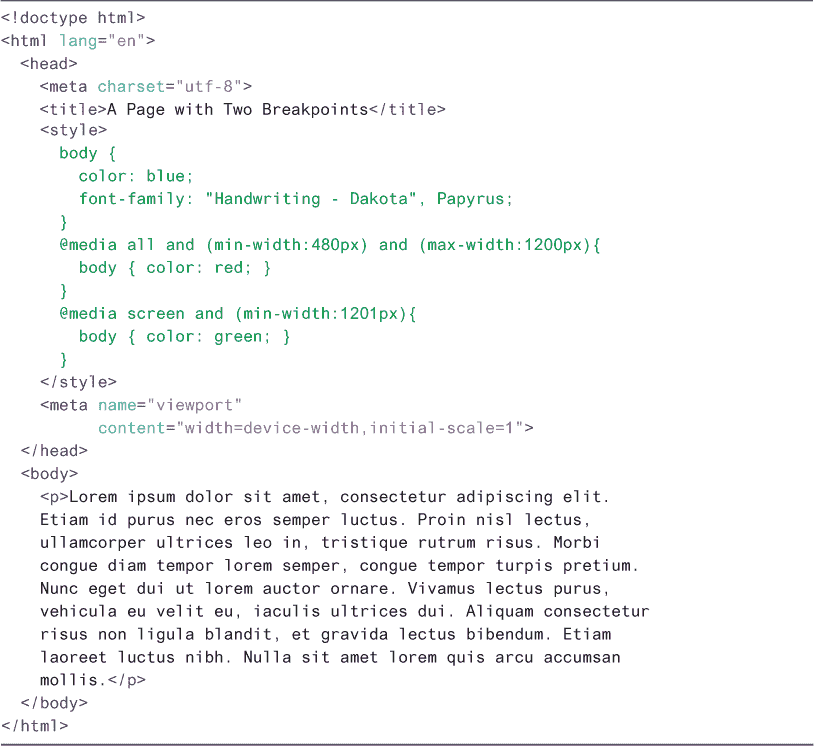 <!doctype html>
<html lang="en">
  <head>
    <meta charset="utf-8">
    <title>A Page with Two Breakpoints</title>
    <style>
      body {
        color: blue;
        font-family: "Handwriting - Dakota", Papyrus;
      }
      @media all and (min-width:480px) and (max-width:1200px){
        body { color: red; }
      }
      @media screen and (min-width:1201px){
        body { color: green; }
      }
    </style>
    <meta name="viewport"
          content="width=device-width,initial-scale=1">
  </head>
  <body>
    <p>Lorem ipsum dolor sit amet, consectetur adipiscing elit.
    Etiam id purus nec eros semper luctus. Proin nisl lectus,
    ullamcorper ultrices leo in, tristique rutrum risus. Morbi
    congue diam tempor lorem semper, congue tempor turpis pretium.
    Nunc eget dui ut lorem auctor ornare. Vivamus lectus purus,
    vehicula eu velit eu, iaculis ultrices dui. Aliquam consectetur
    risus non ligula blandit, et gravida lectus bibendum. Etiam
    laoreet luctus nibh. Nulla sit amet lorem quis arcu accumsan
    mollis.</p>
  </body>
</html>